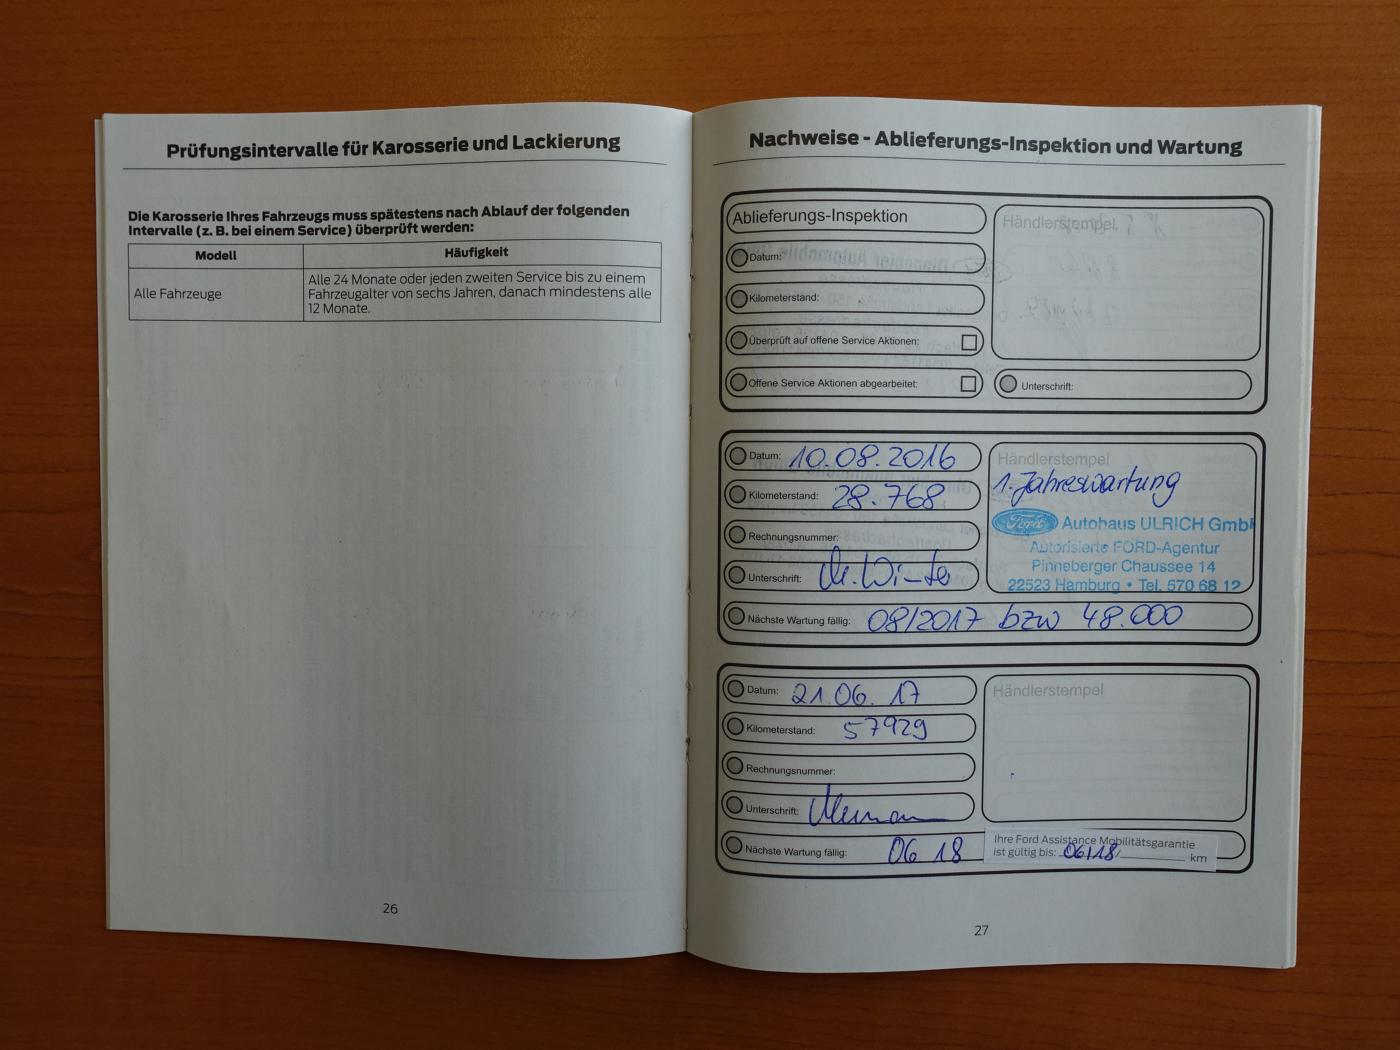 Prüfungsintervalle für Karosserie und Lackierung
Die Karosserie Ihres Fahrzeugs muss spätestens nach Ablauf der folgenden
Intervalle (z. B. bei einem Service) überprüft werden:
Modell Häufigkeit
Alle Fahrzeuge
Alle 24 Monate oder jeden zweiten Service bis zu einem
Fahrzeugalter von sechs Jahren, danach mindestens alle
12 Monate.
26
Nachweise - Ablieferungs-Inspektion und Wartung
Ablieferungs-Inspektion
Datum:
Kilometerstand:
Überprüft auf offene Service Aktionen:
Offene Service Aktionen abgearbeitet:
Händlerstempel
Unterschrift:
Datum: 10.08.2016
Kilometerstand: 28.768
Rechnungsnummer:
Unterschrift:
Händlerstempel
1. Jahreswartung
Ford Autohaus ULRICH GmbH
Autorisierte FORD-Agentur
Pinneberger Chaussee 14
22523 Hamburg • Tel. 570 68 12
Nächste Wartung fällig: 08/2017 bzw 48.000
Datum: 21.06.17
Kilometerstand: 57929
Rechnungsnummer:
Unterschrift:
Händlerstempel
Nächste Wartung fällig: 06 18
Ihre Ford Assistance Mobilitätsgarantie
ist gültig bis: 06/18 km
27